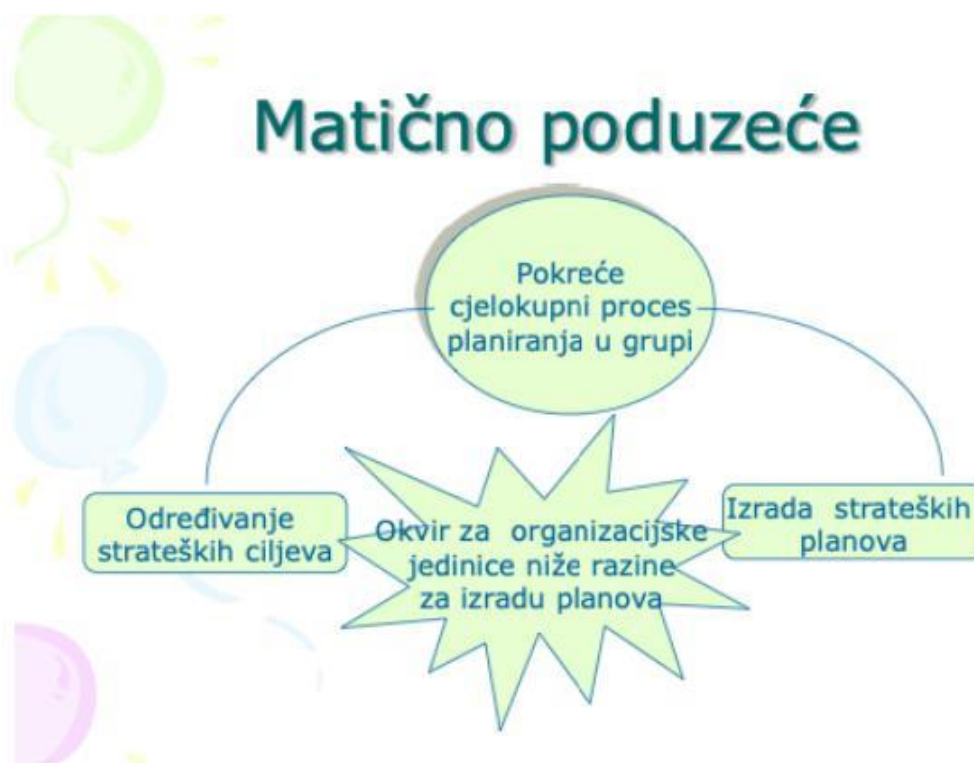 Matično poduzeće
Pokreće
cjelokupni proces
planiranja u grupi
Određivanje
strateških ciljeva
Okvir za organizacijske
jedinice niže razine
za izradu planova
Izrada strateških
planova